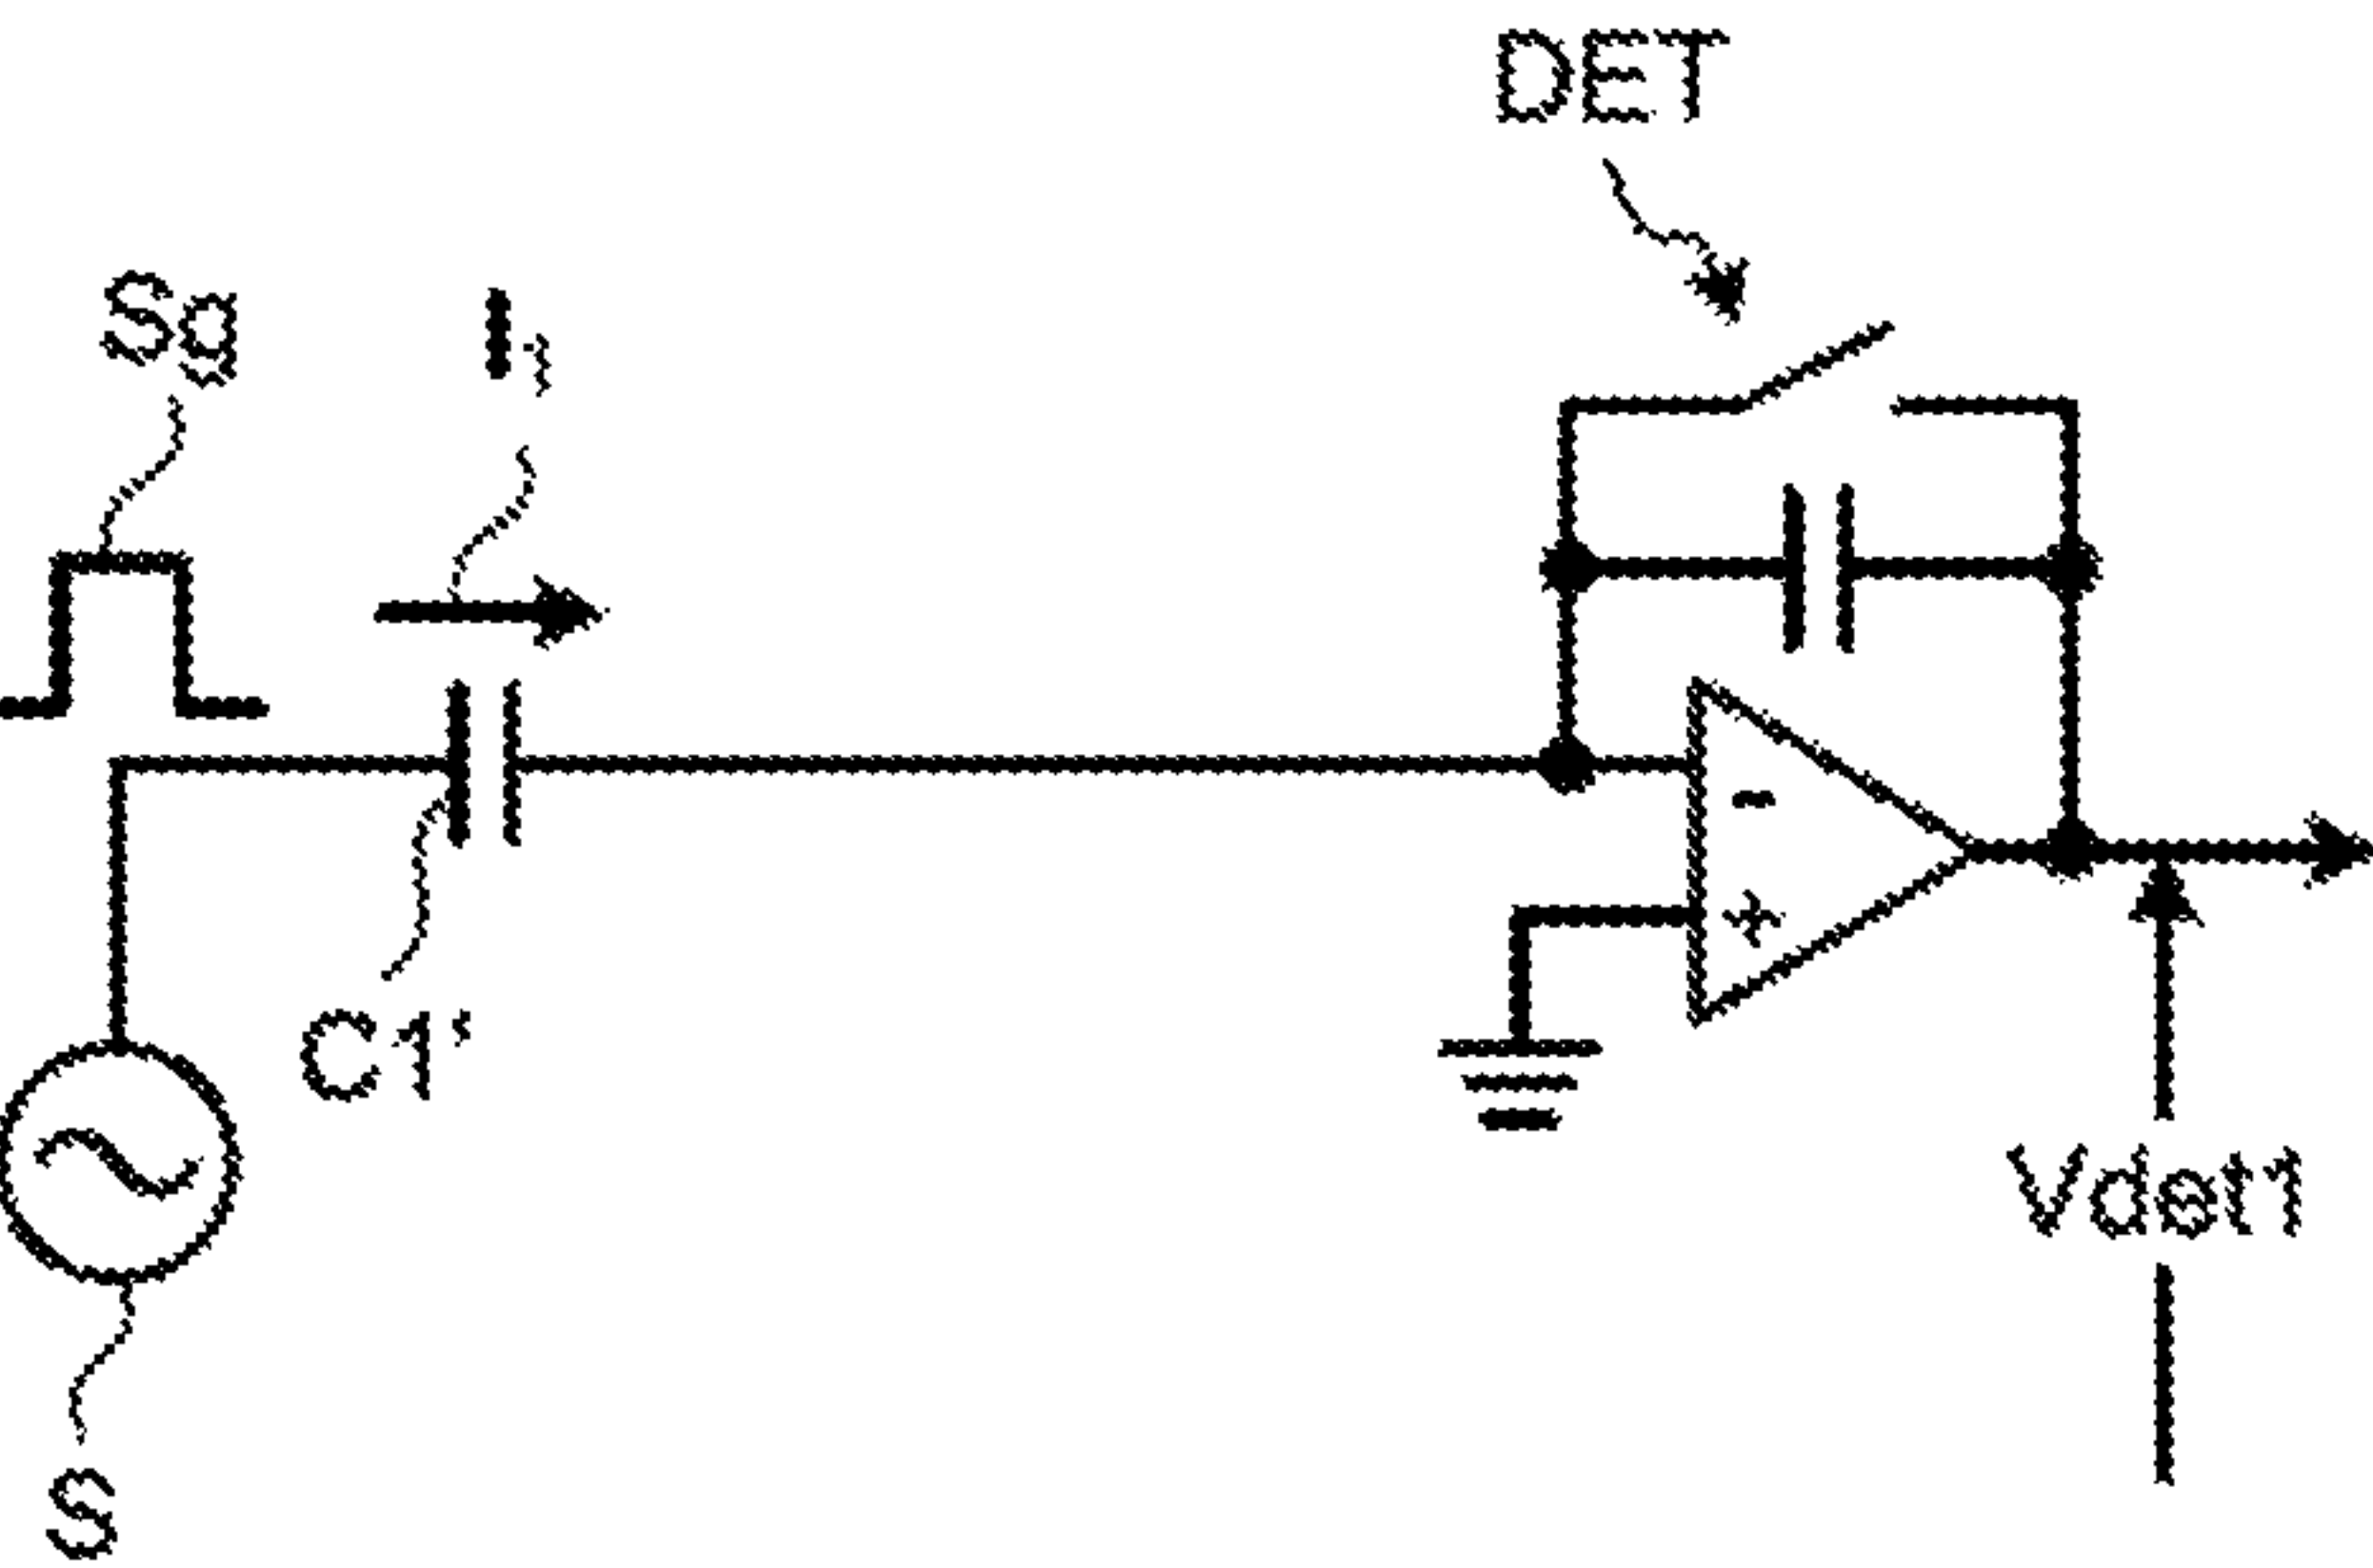 DET
Sg
I₁
-
+
C1'
Vdet1
S